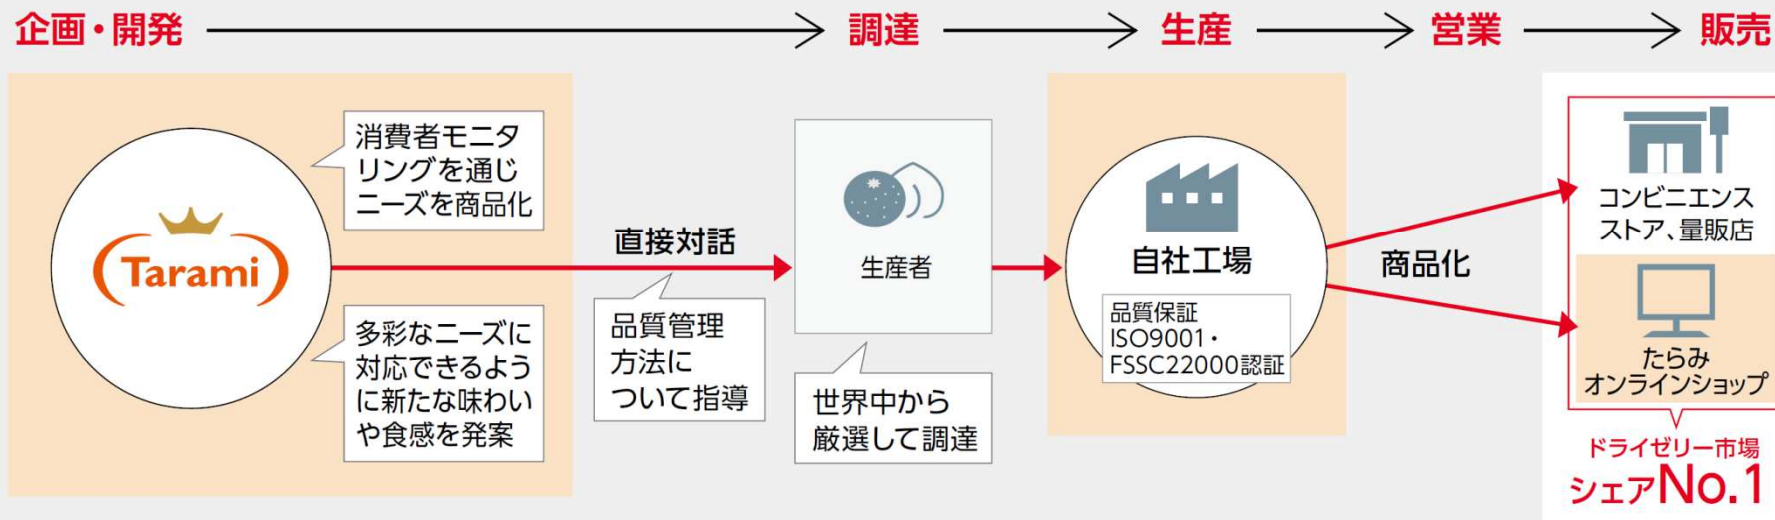 企画・開発
調達
生産
営業
販売
消費者モニタ
リングを通じ
ニーズを商品化
Tarami
多彩なニーズに
対応できるよう
に新たな味わい
や食感を発案
直接対話
品質管理
方法に
ついて指導
生産者
世界中から
厳選して調達
自社工場
品質保証
ISO9001・
FSSC22000認証
商品化
コンビニエンス
ストア、量販店
たらみ
オンラインショップ
ドライゼリー市場
シェアNo.1